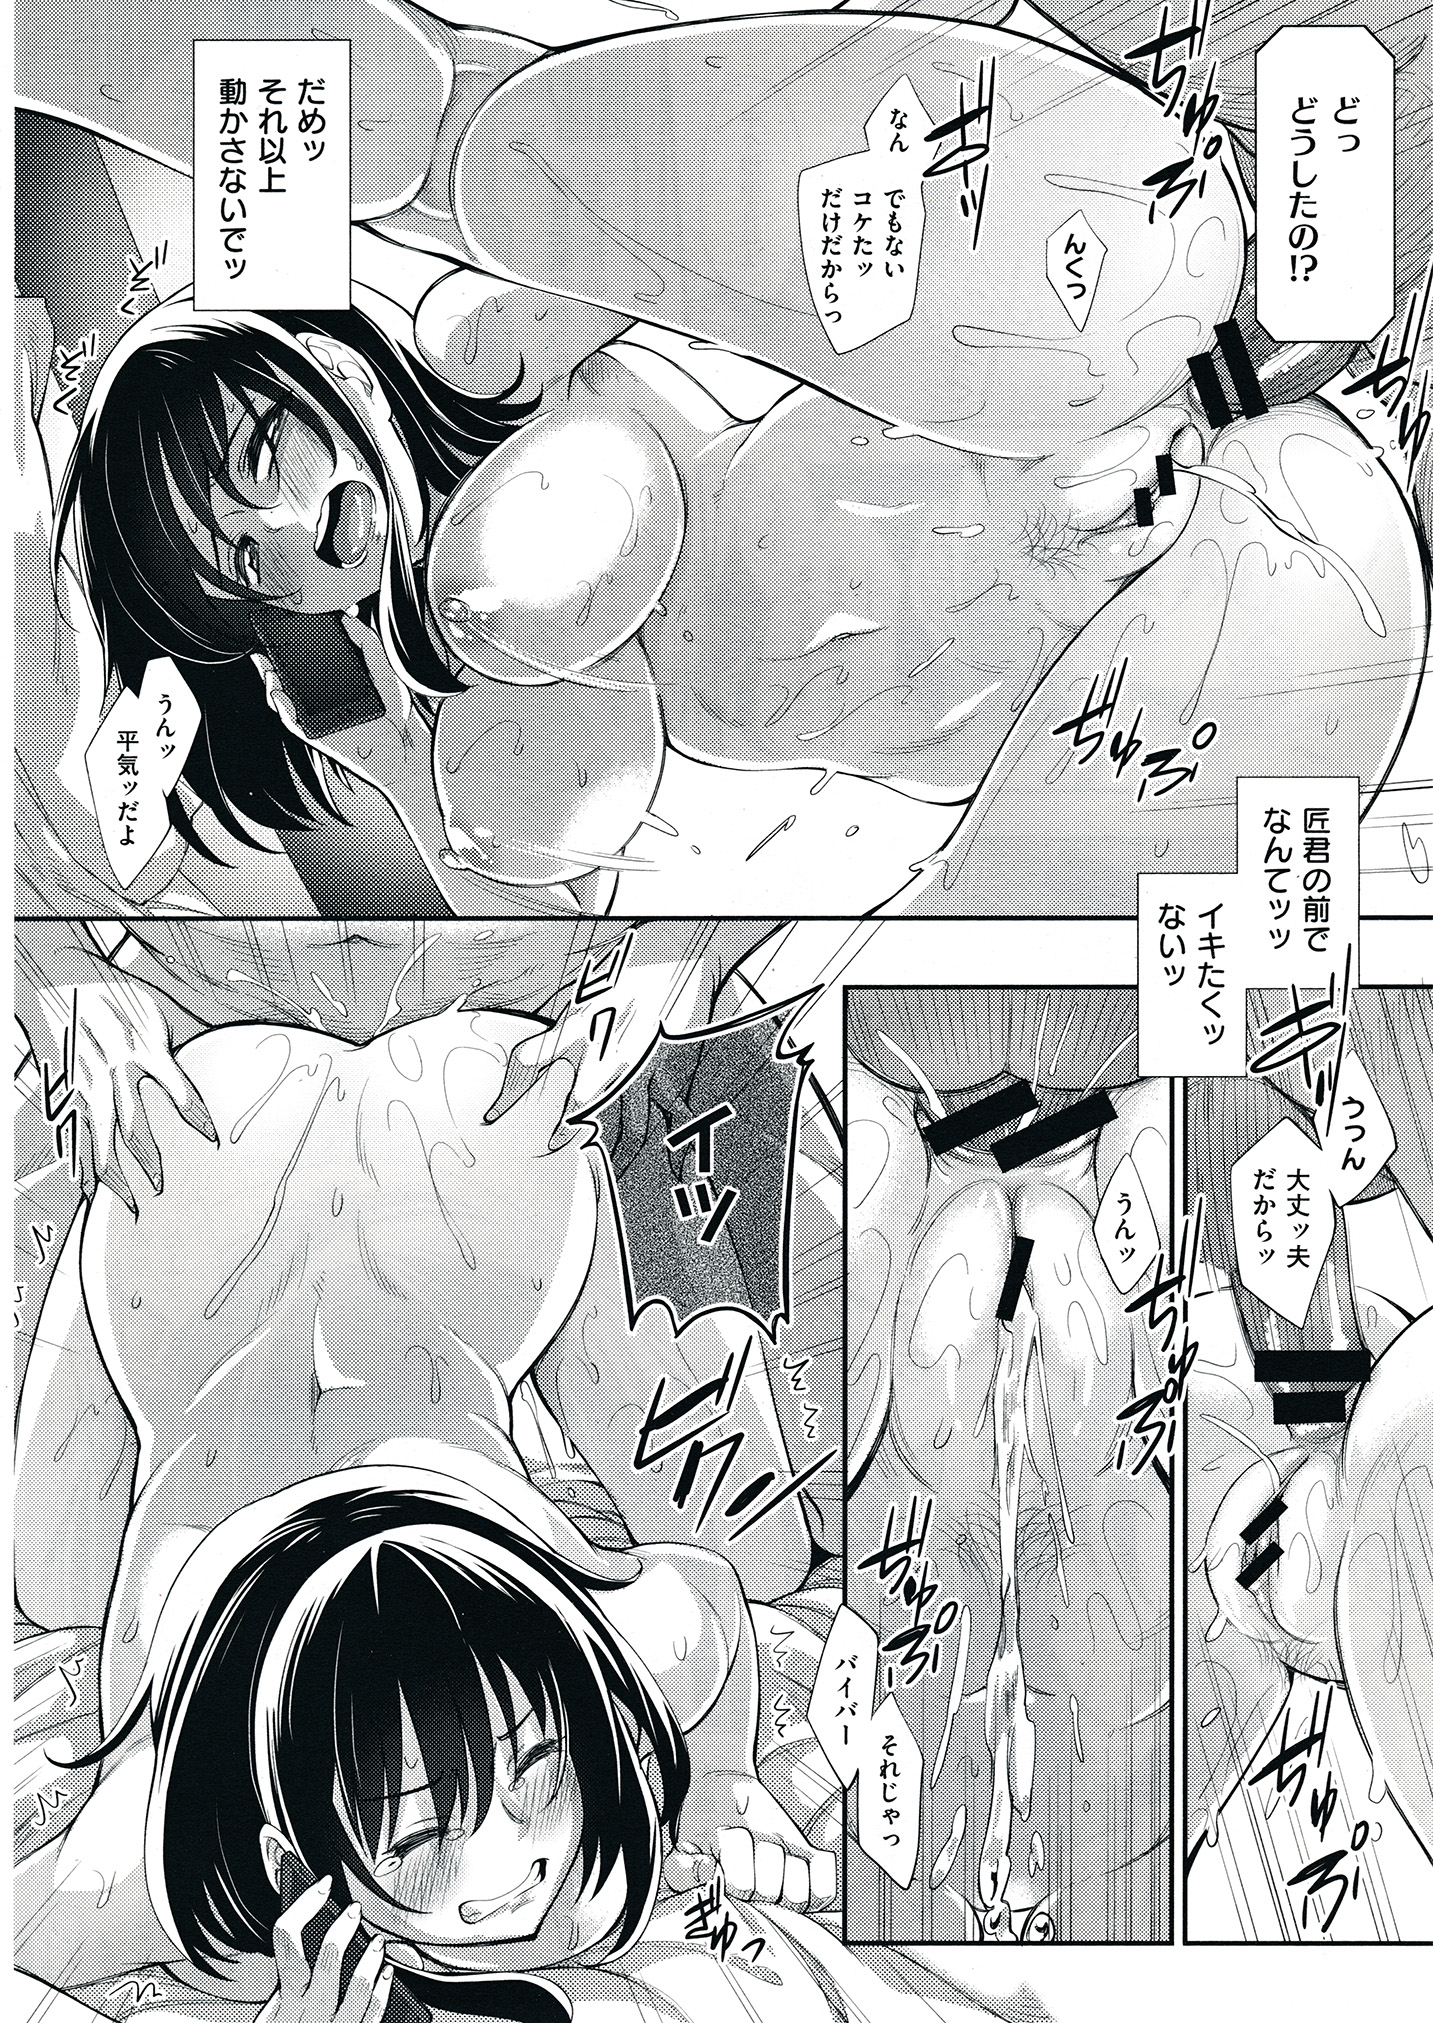 どっ
どうしたの!?
ぢゅぷ
なん
でもない
コケたッ
だけだからっ
んくっ
だめッ
それ以上
動かさないでッ
うんッ
平気ッだよ
ぢゅぷ
匠君の前で
なんてッッ
イキたくッ
ないッ
ううん
大丈ッ夫
だからッ
ぢゅぷ
うんッ
ぢゅぷ
ぢゅぷ
それじゃっ
バイバー
ビク
イッ
ビクン
ぎゅっ